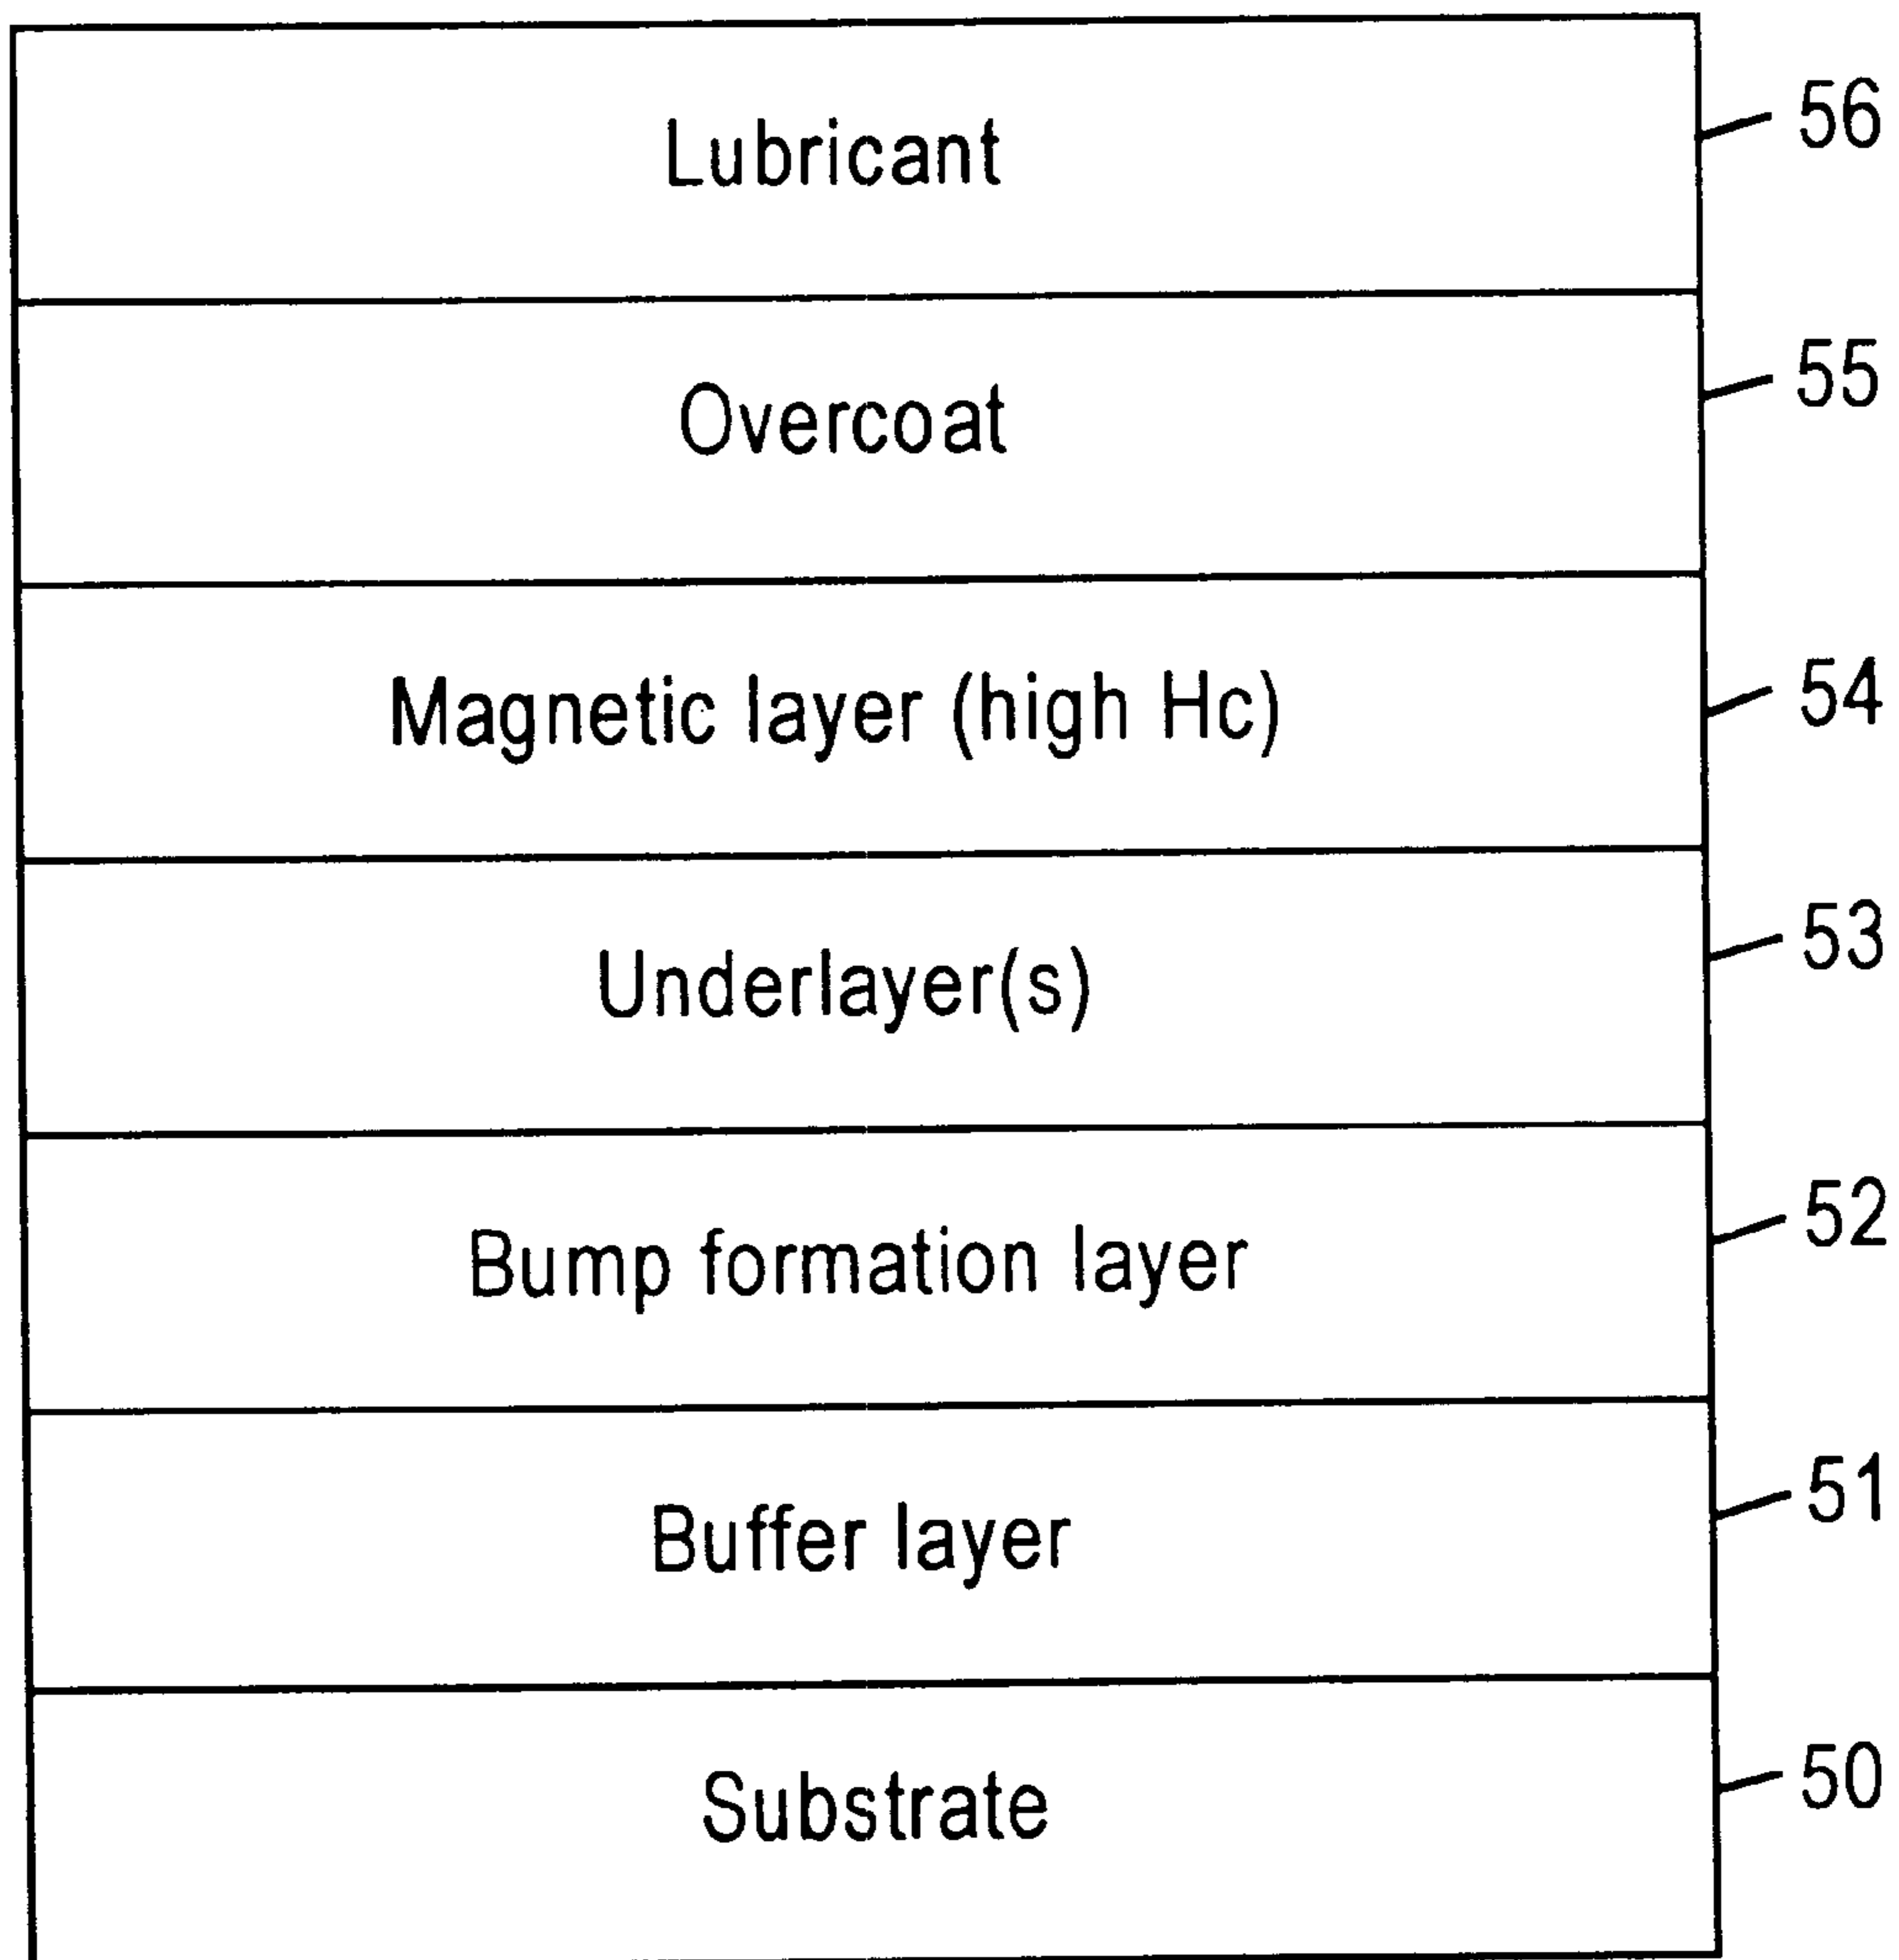 Lubricant 56
Overcoat 55
Magnetic layer (high Hc) 54
Underlayer(s) 53
Bump formation layer 52
Buffer layer 51
Substrate 50